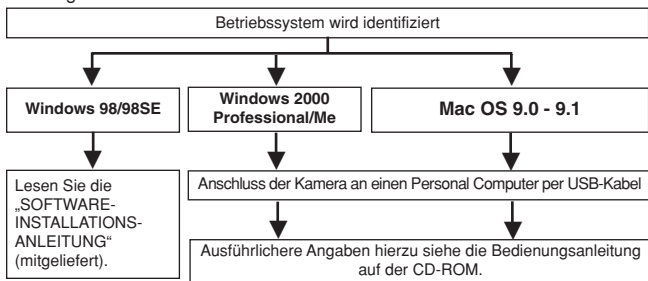 Betriebssystem wird identifiziert
Windows 98/98SE
Windows 2000
Professional/Me
Mac OS 9.0 - 9.1
Lesen Sie die
„SOFTWARE-
INSTALLATIONS-
ANLEITUNG“
(mitgeliefert).
Anschluss der Kamera an einen Personal Computer per USB-Kabel
Ausführlichere Angaben hierzu siehe die Bedienungsanleitung
auf der CD-ROM.